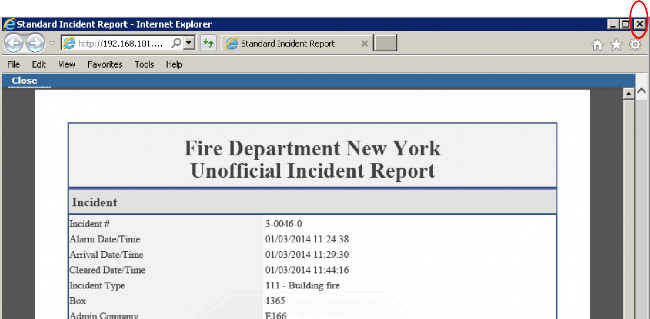 Standard Incident Report - Internet Explorer
http://192.168.101.... Standard Incident Report
File Edit View Favorites Tools Help
Close
Fire Department New York
Unofficial Incident Report
Incident
Incident # 3-0046-0
Alarm Date/Time 01/03/2014 11:24:38
Arrival Date/Time 01/03/2014 11:29:30
Cleared Date/Time 01/03/2014 11:44:16
Incident Type 111 - Building fire
Box 1365
Admin Company E166